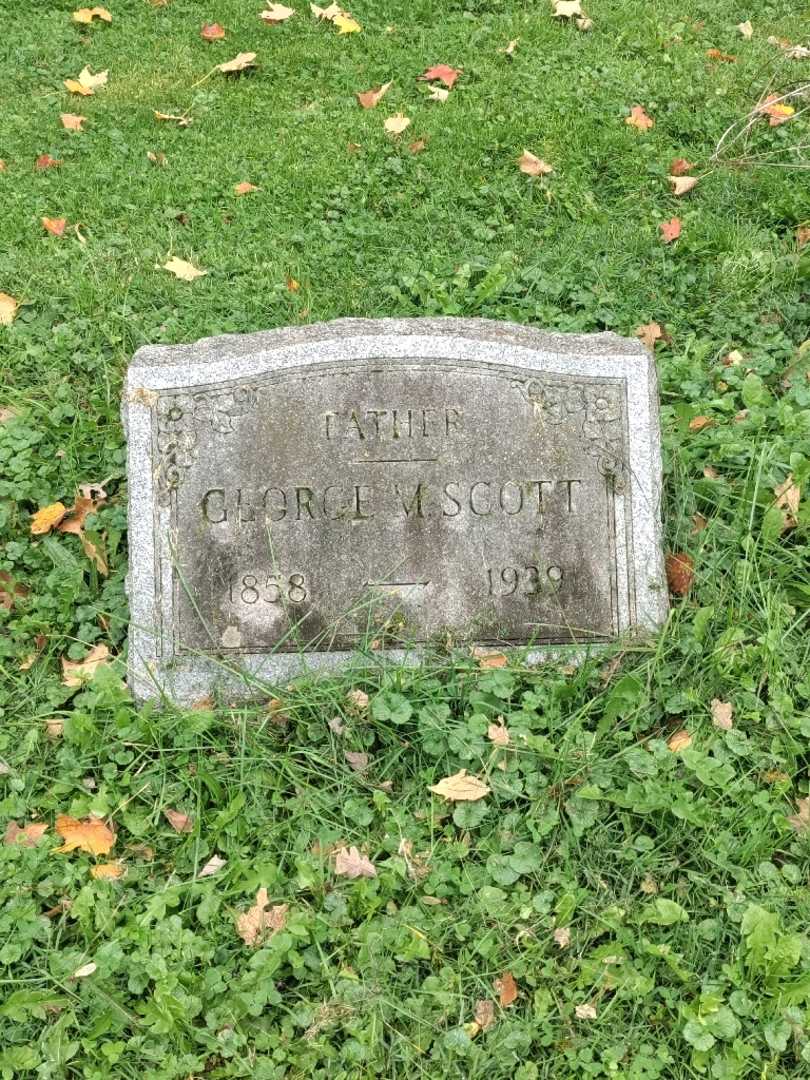 FATHER
GEORGE M. SCOTT
1858 — 1939